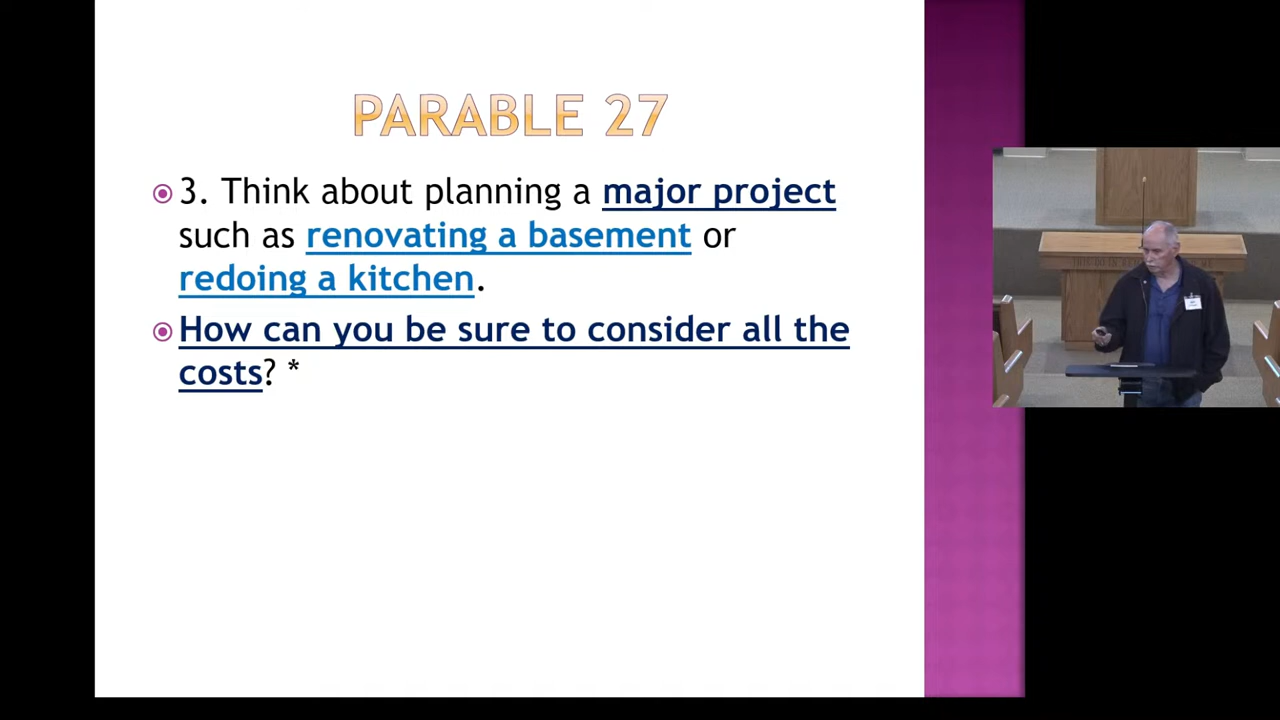 PARABLE 27
3. Think about planning a major project
such as renovating a basement or
redoing a kitchen.
How can you be sure to consider all the
costs? *